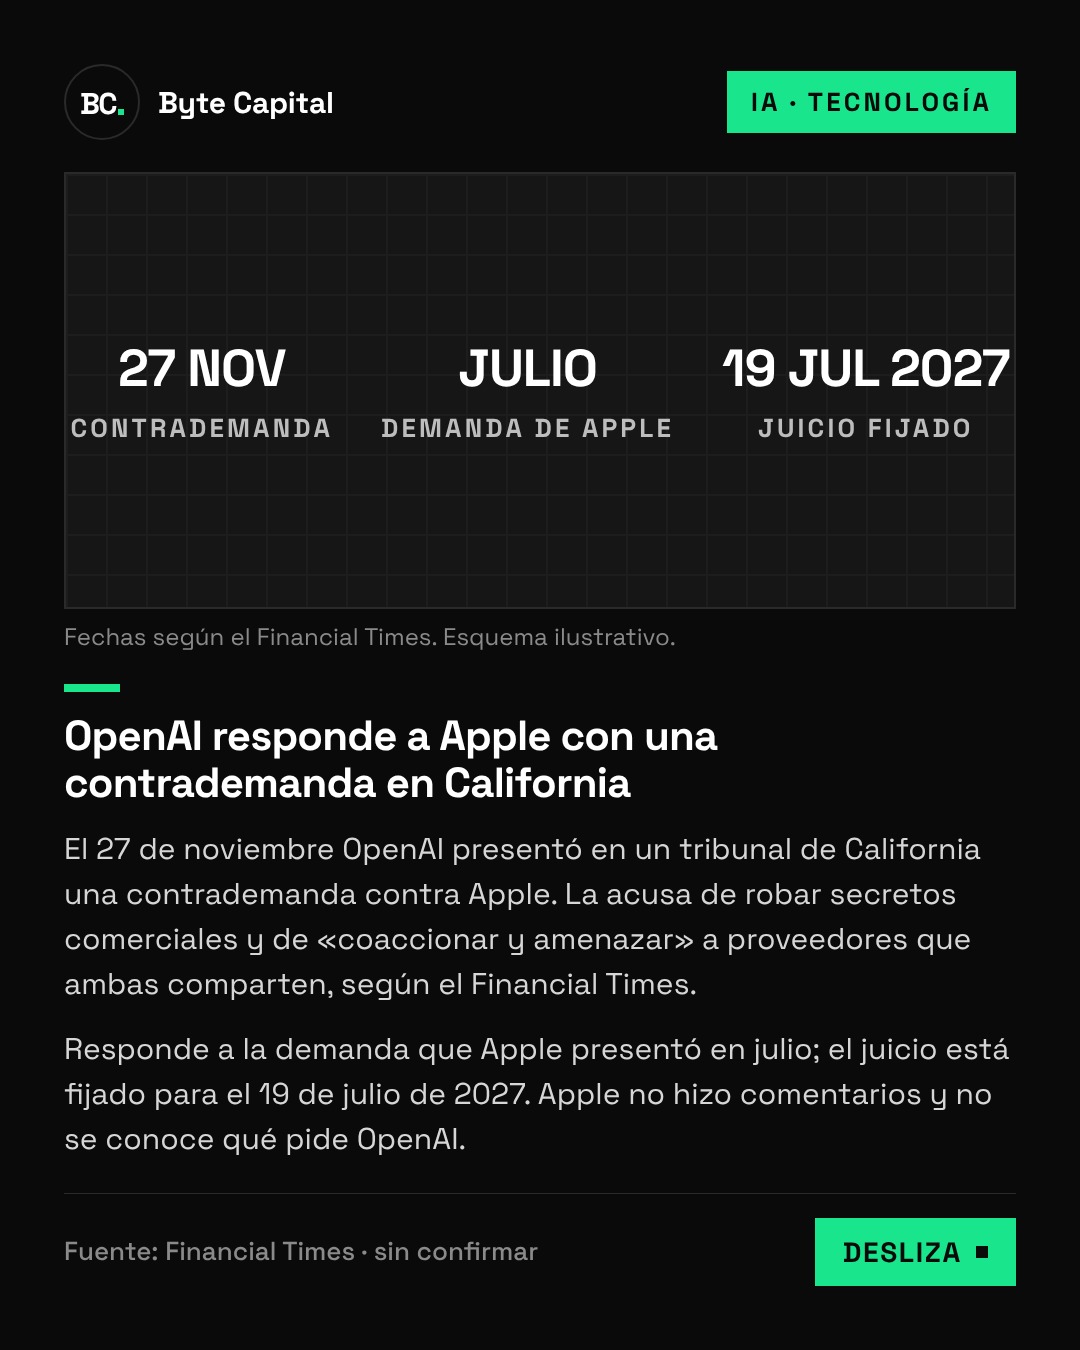 BC.
Byte Capital
IA · TECNOLOGÍA
27 NOV
CONTRADEMANDA
JULIO
DEMANDA DE APPLE
19 JUL 2027
JUICIO FIJADO
Fechas según el Financial Times. Esquema ilustrativo.
OpenAI responde a Apple con una
contrademanda en California
El 27 de noviembre OpenAI presentó en un tribunal de California
una contrademanda contra Apple. La acusa de robar secretos
comerciales y de «coaccionar y amenazar» a proveedores que
ambas comparten, según el Financial Times.
Responde a la demanda que Apple presentó en julio; el juicio está
fijado para el 19 de julio de 2027. Apple no hizo comentarios y no
se conoce qué pide OpenAI.
Fuente: Financial Times · sin confirmar
DESLIZA